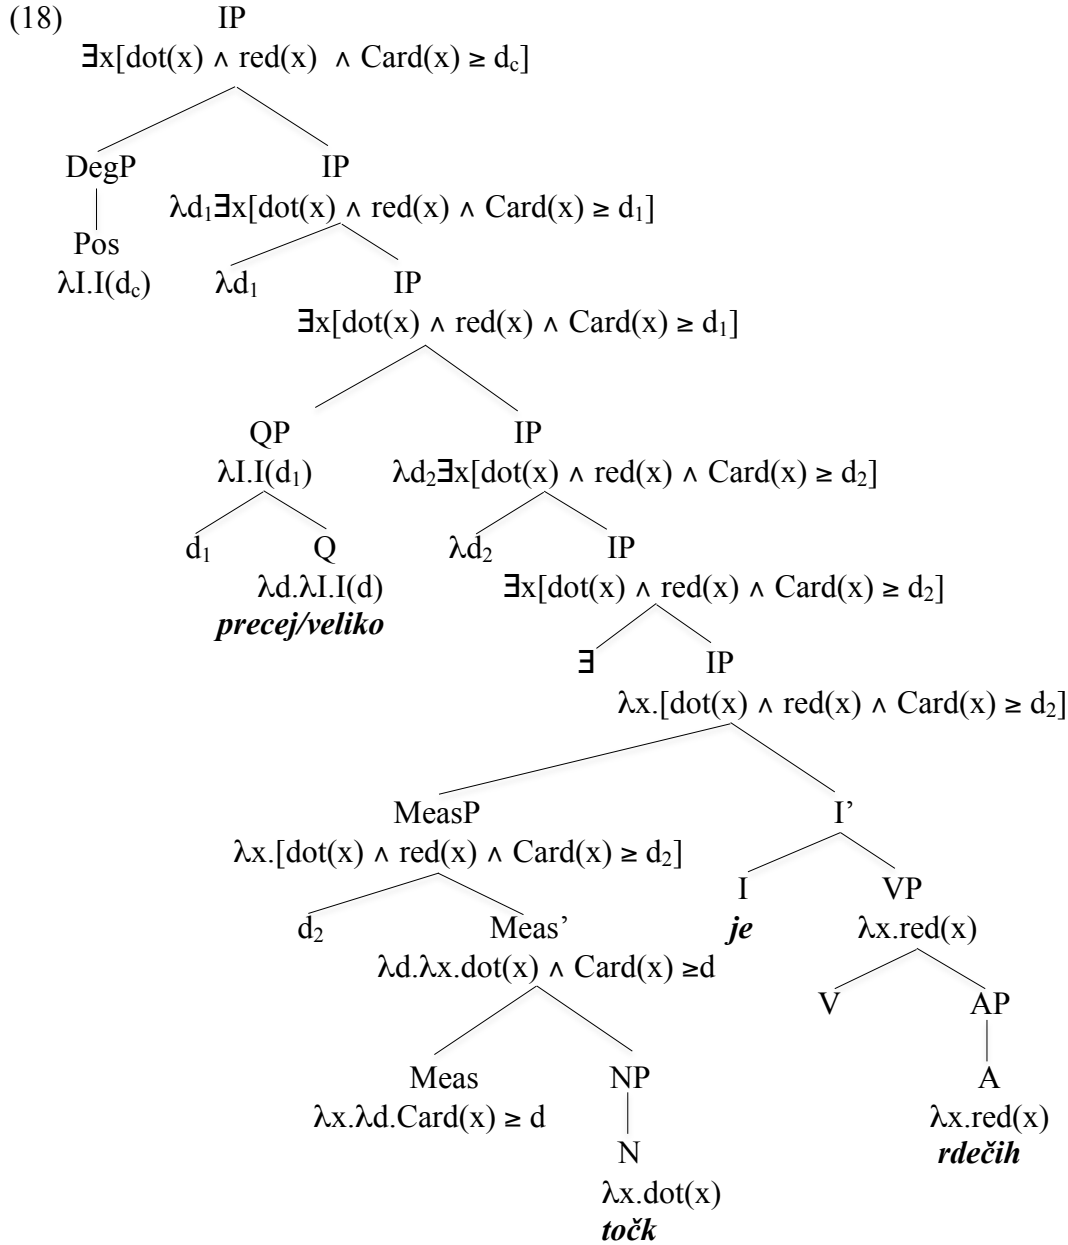 (18) IP
∃x[dot(x) ∧ red(x) ∧ Card(x) ≥ d_c]
DegP IP
λd₁∃x[dot(x) ∧ red(x) ∧ Card(x) ≥ d₁]
Pos
λI.I(d_c) λd₁ IP
∃x[dot(x) ∧ red(x) ∧ Card(x) ≥ d₁]
QP IP
λI.I(d₁) λd₂∃x[dot(x) ∧ red(x) ∧ Card(x) ≥ d₂]
d₁ Q λd₂ IP
λd.λI.I(d) ∃x[dot(x) ∧ red(x) ∧ Card(x) ≥ d₂]
precej/veliko
∃ IP
λx.[dot(x) ∧ red(x) ∧ Card(x) ≥ d₂]
MeasP I’
λx.[dot(x) ∧ red(x) ∧ Card(x) ≥ d₂]
I VP
d₂ Meas’ je λx.red(x)
λd.λx.dot(x) ∧ Card(x) ≥d
V AP
Meas NP A
λx.λd.Card(x) ≥ d λx.red(x)
N rdečih
λx.dot(x)
točk